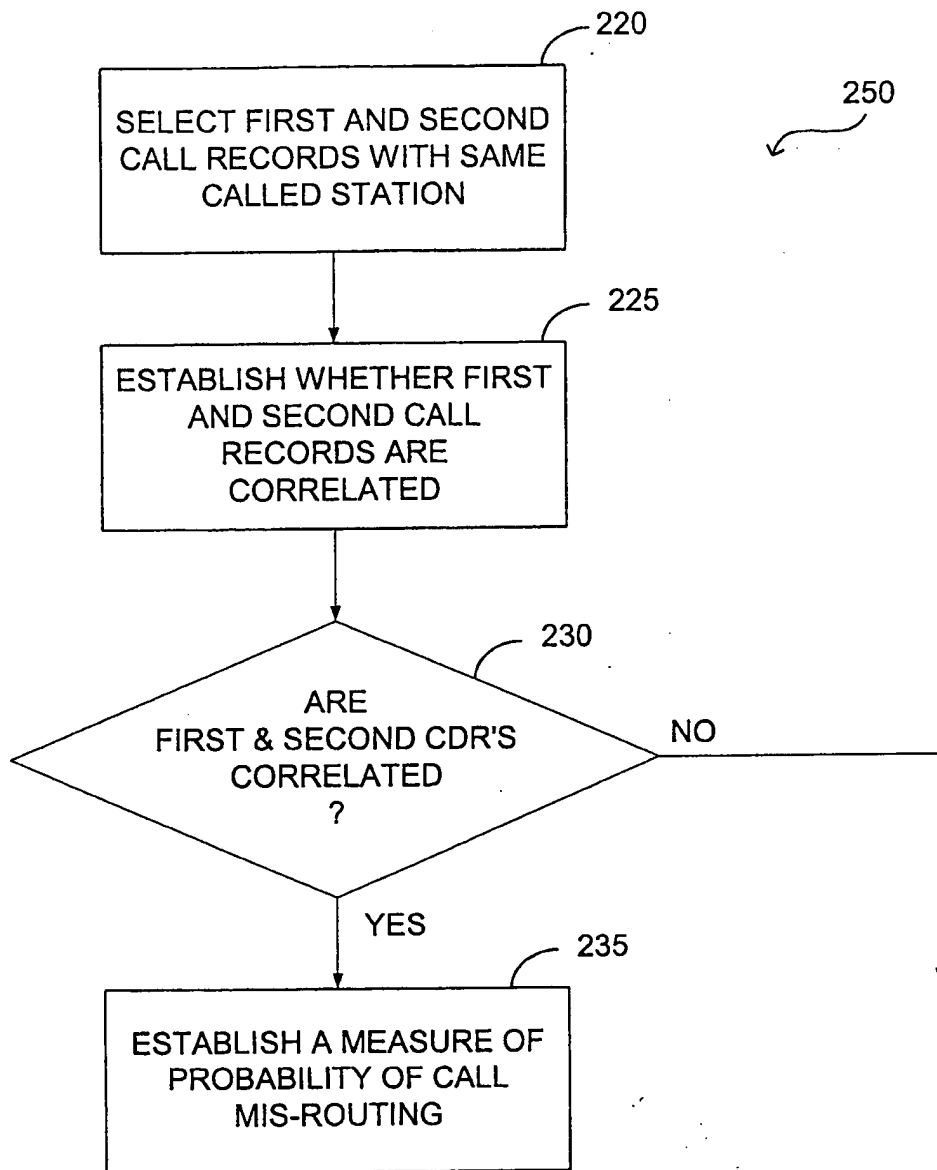 220
SELECT FIRST AND SECOND
CALL RECORDS WITH SAME
CALLED STATION
250
225
ESTABLISH WHETHER FIRST
AND SECOND CALL
RECORDS ARE
CORRELATED
230
ARE
FIRST & SECOND CDR'S
CORRELATED
?
NO
YES
235
ESTABLISH A MEASURE OF
PROBABILITY OF CALL
MIS-ROUTING